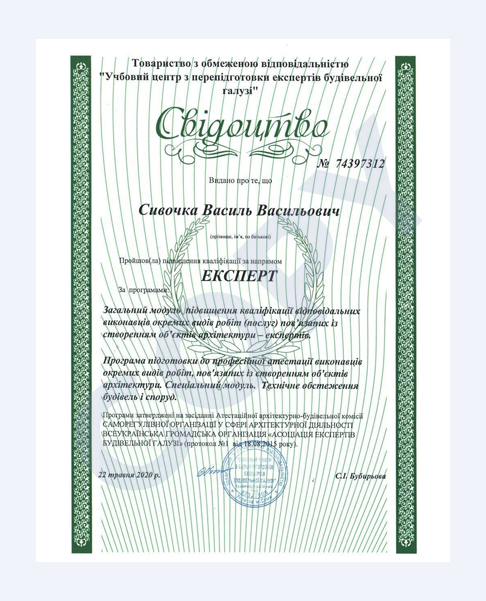 Товариство з обмеженою відповідальністю
"Учбовий центр з перепідготовки експертів будівельної
галузі"
Свідоцтво
№ 74397312
Видано про те, що
Сивочка Василь Васильович
(прізвище, ім'я, по батькові)
Пройшов(ла) підвищення кваліфікації за напрямом
ЕКСПЕРТ
За програмами:
Загальний модуль підвищення кваліфікації відповідальних
виконавців окремих видів робіт (послуг) пов'язаних із
створенням об'єктів архітектури – експертів.
Програма підготовки до професійної атестації виконавців
окремих видів робіт, пов'язаних із створенням об'єктів
архітектури. Спеціальний модуль. Технічне обстеження
будівель і споруд.
Програми затверджені на засіданні Атестаційної архітектурно-будівельної комісії
САМОРЕГУЛІВНОЇ ОРГАНІЗАЦІЇ У СФЕРІ АРХІТЕКТУРНОЇ ДІЯЛЬНОСТІ
ВСЕУКРАЇНСЬКА ГРОМАДСЬКА ОРГАНІЗАЦІЯ «АСОЦІАЦІЯ ЕКСПЕРТІВ
БУДІВЕЛЬНОЇ ГАЛУЗІ» (протокол №1 від 18.08.2015 року).
22 травня 2020 р.
С.І. Бубирьова